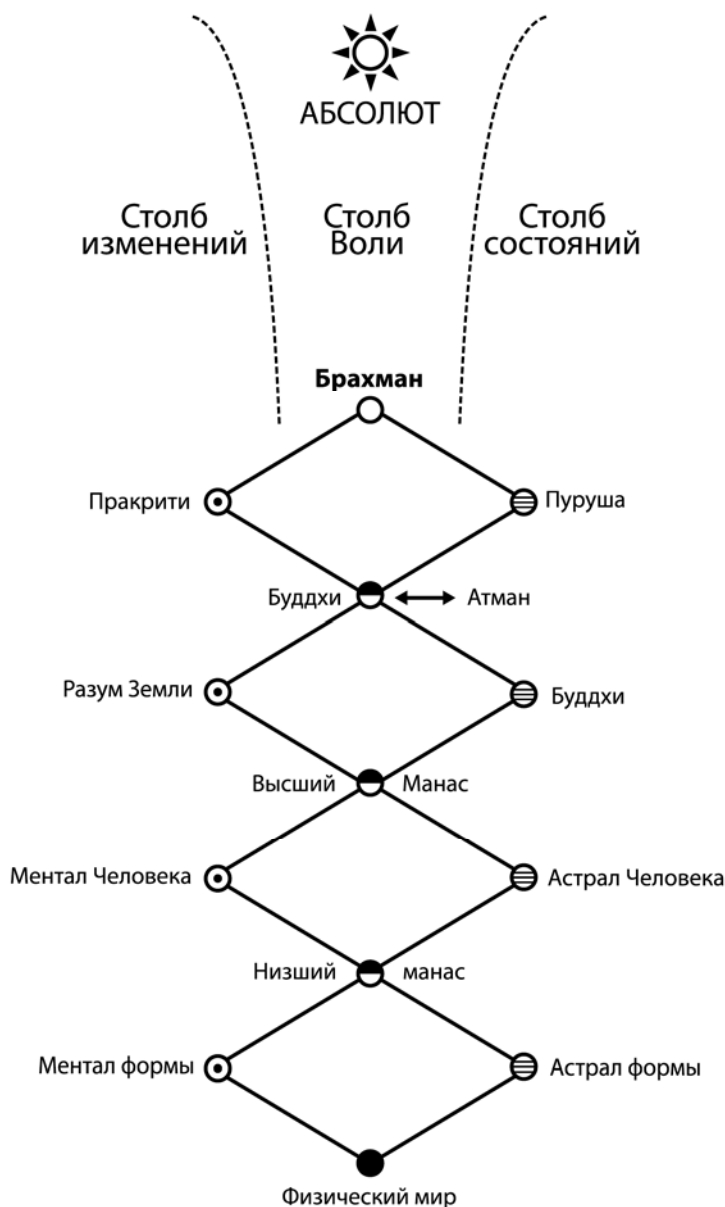 АБСОЛЮТ
Столб
изменений
Столб
Воли
Столб
состояний
Брахман
Пракрити
Пуруша
Буддхи
Атман
Разум Земли
Буддхи
Высший
Манас
Ментал Человека
Астрал Человека
Низший
манас
Ментал формы
Астрал формы
Физический мир